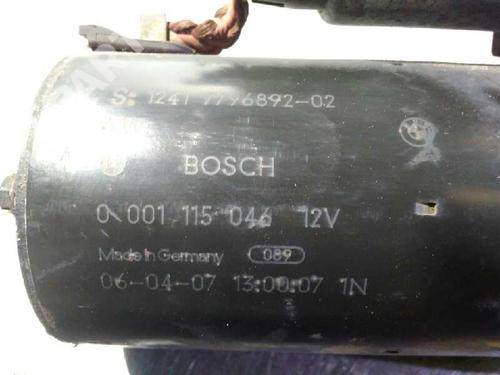 S: 1241 7796892-02
BOSCH
0 001 115 046 12V
Made in Germany 089
06-04-07 13:00:07 1N